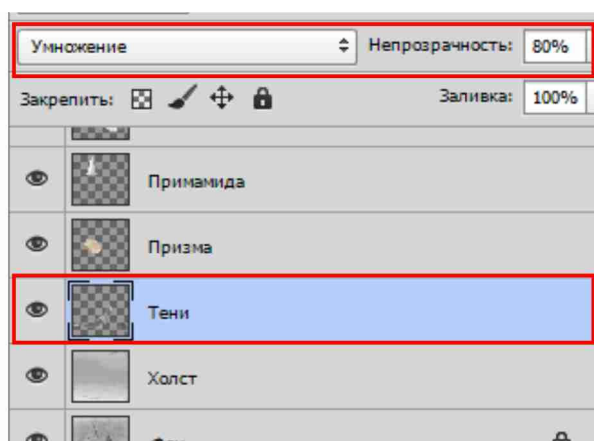 Умножение Непрозрачность: 80%
Закрепить: Заливка: 100%
Примамида
Призма
Тени
Холст